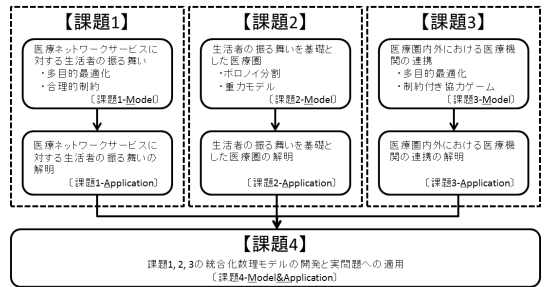 【課題1】
医療ネットワークサービスに
対する生活者の振る舞い
・多目的最適化
・合理的制約
〔課題1-Model〕
医療ネットワークサービスに
対する生活者の振る舞いの
解明
〔課題1-Application〕
【課題2】
生活者の振る舞いを基礎と
した医療圏
・ボロノイ分割
・重力モデル
〔課題2-Model〕
生活者の振る舞いを基礎と
した医療圏の解明
〔課題2-Application〕
【課題3】
医療圏内外における医療機
関の連携
・多目的最適化
・制約付き協力ゲーム
〔課題3-Model〕
医療圏内外における医療機
関の連携の解明
〔課題3-Application〕
【課題4】
課題1, 2, 3の統合化数理モデルの開発と実問題への適用
〔課題4-Model&Application〕